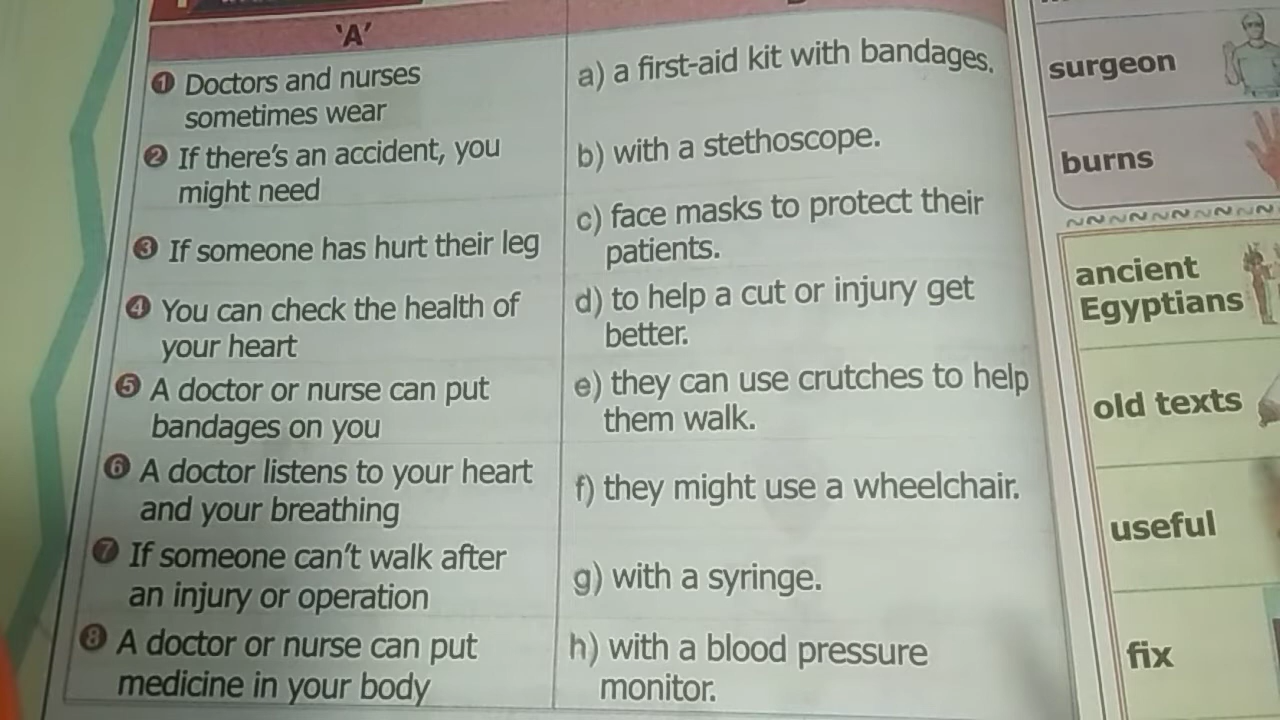 'A'
1 Doctors and nurses
sometimes wear
2 If there's an accident, you
might need
3 If someone has hurt their leg
4 You can check the health of
your heart
5 A doctor or nurse can put
bandages on you
6 A doctor listens to your heart
and your breathing
7 If someone can't walk after
an injury or operation
8 A doctor or nurse can put
medicine in your body
a) a first-aid kit with bandages.
b) with a stethoscope.
c) face masks to protect their
patients.
d) to help a cut or injury get
better.
e) they can use crutches to help
them walk.
f) they might use a wheelchair.
g) with a syringe.
h) with a blood pressure
monitor.
surgeon
burns
ancient
Egyptians
old texts
useful
fix